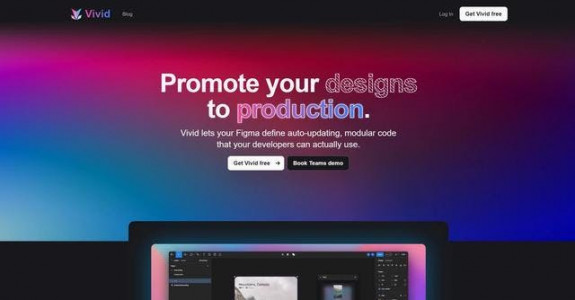 Vivid
Blog
Log in
Get Vivid free
Promote your designs
to production.
Vivid lets your Figma define auto-updating, modular code
that your developers can actually use.
Get Vivid free →
Book Teams demo